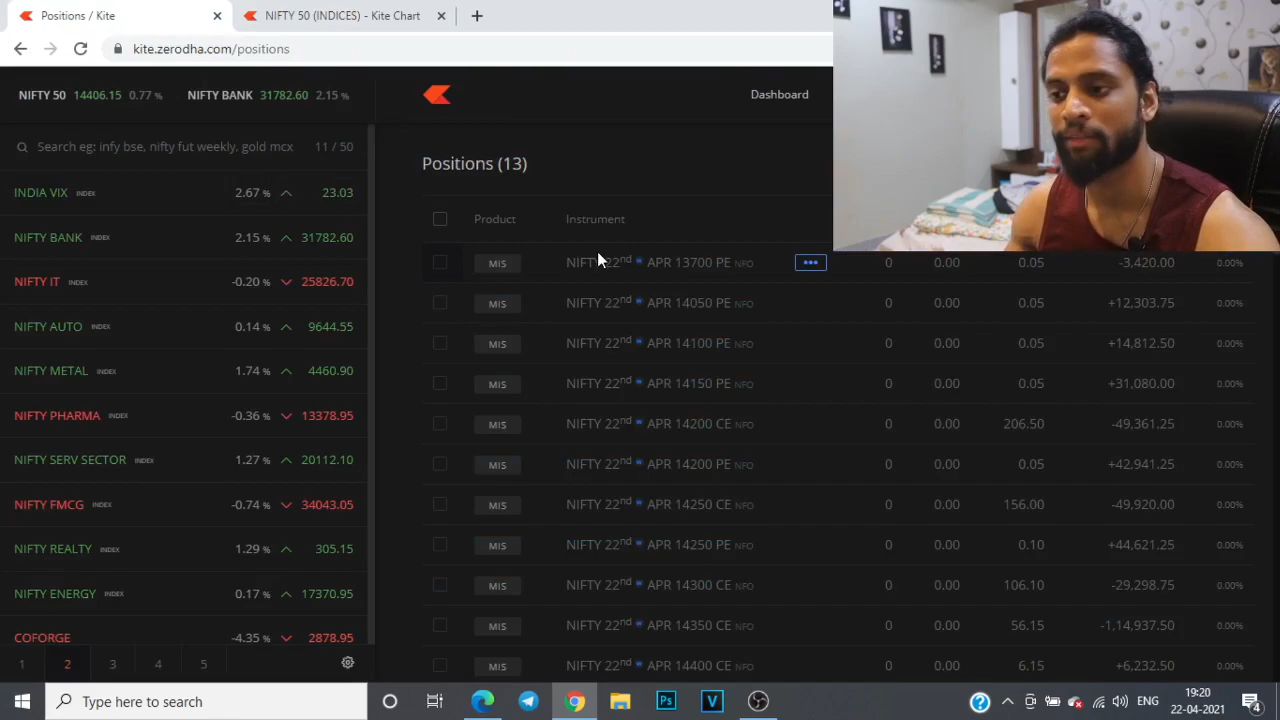 Positions / Kite
NIFTY 50 (INDICES) - Kite Chart
kite.zerodha.com/positions
NIFTY 50 14406.15 0.77 % NIFTY BANK 31782.60 2.15 %
Dashboard
Search eg: infy bse, nifty fut weekly, gold mcx 11 / 50
Positions (13)
INDIA VIX INDEX 2.67 % 23.03
Product Instrument
NIFTY BANK INDEX 2.15 % 31782.60
MIS NIFTY 22nd w APR 13700 PE NFO ••• 0 0.00 0.05 -3,420.00 0.00%
NIFTY IT INDEX -0.20 % 25826.70
MIS NIFTY 22nd w APR 14050 PE NFO 0 0.00 0.05 +12,303.75 0.00%
NIFTY AUTO INDEX 0.14 % 9644.55
MIS NIFTY 22nd w APR 14100 PE NFO 0 0.00 0.05 +14,812.50 0.00%
NIFTY METAL INDEX 1.74 % 4460.90
MIS NIFTY 22nd w APR 14150 PE NFO 0 0.00 0.05 +31,080.00 0.00%
NIFTY PHARMA INDEX -0.36 % 13378.95
MIS NIFTY 22nd w APR 14200 CE NFO 0 0.00 206.50 -49,361.25 0.00%
NIFTY SERV SECTOR INDEX 1.27 % 20112.10
MIS NIFTY 22nd w APR 14200 PE NFO 0 0.00 0.05 +42,941.25 0.00%
NIFTY FMCG INDEX -0.74 % 34043.05
MIS NIFTY 22nd w APR 14250 CE NFO 0 0.00 156.00 -49,920.00 0.00%
NIFTY REALTY INDEX 1.29 % 305.15
MIS NIFTY 22nd w APR 14250 PE NFO 0 0.00 0.10 +44,621.25 0.00%
NIFTY ENERGY INDEX 0.17 % 17370.95
MIS NIFTY 22nd w APR 14300 CE NFO 0 0.00 106.10 -29,298.75 0.00%
COFORGE -4.35 % 2878.95
MIS NIFTY 22nd w APR 14350 CE NFO 0 0.00 56.15 -1,14,937.50 0.00%
1 2 3 4 5
MIS NIFTY 22nd w APR 14400 CE NFO 0 0.00 6.15 +6,232.50 0.00%
Type here to search
Ps
V
ENG
19:20
22-04-2021
4